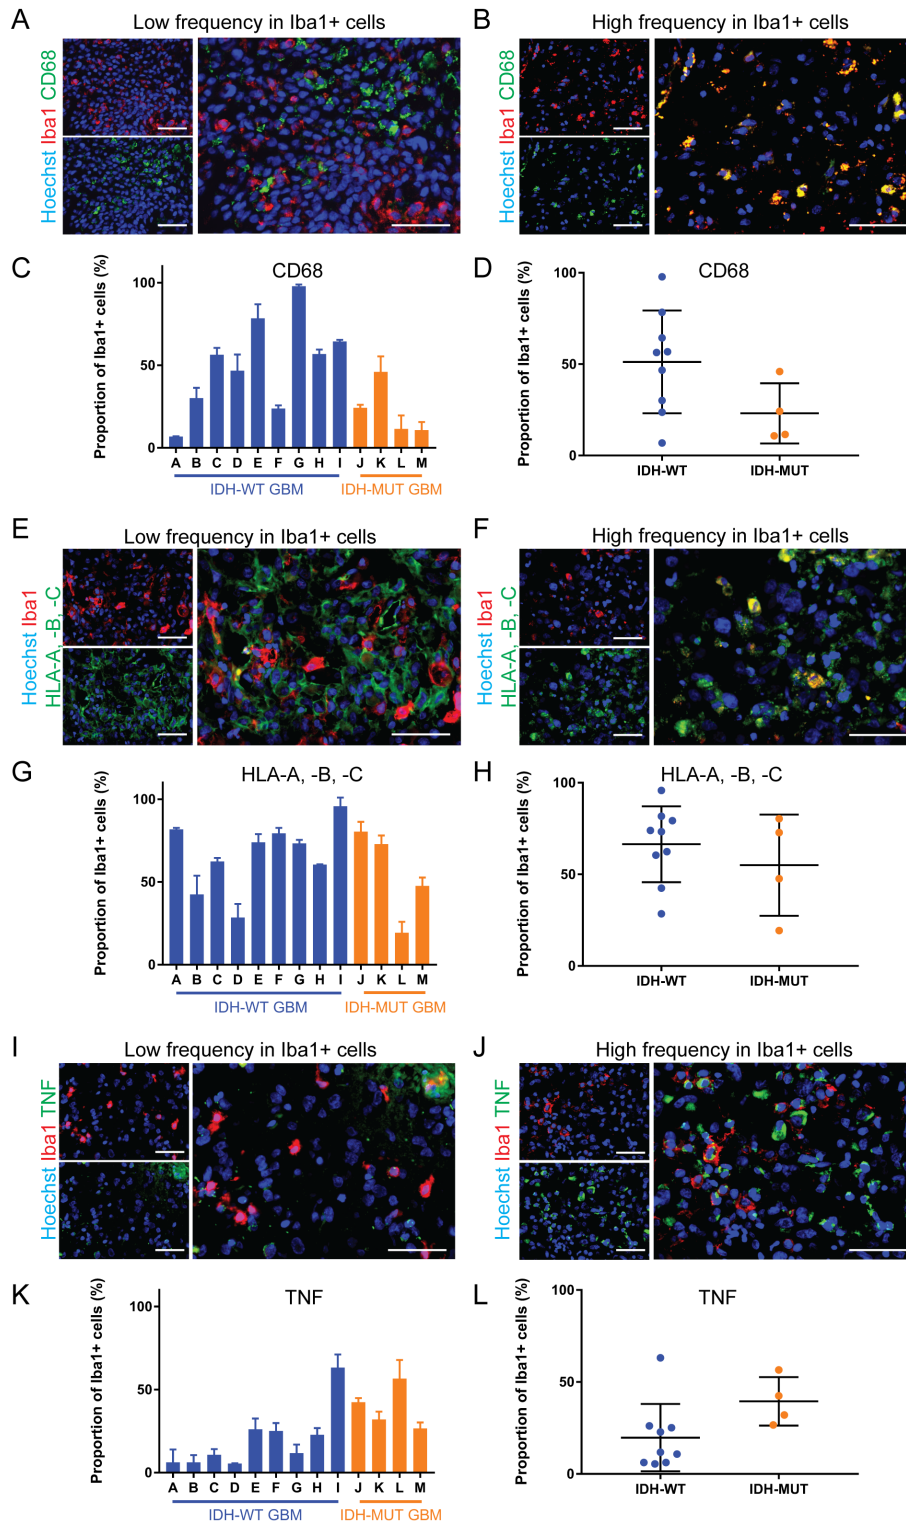 A
Low frequency in Iba1+ cells
B
High frequency in Iba1+ cells
Hoechst Iba1 CD68
Hoechst Iba1 CD68
C
CD68
Proportion of Iba1+ cells (%)
100
50
0
A B C D E F G H I J K L M
IDH-WT GBM
IDH-MUT GBM
D
CD68
Proportion of Iba1+ cells (%)
100
50
0
IDH-WT
IDH-MUT
E
Low frequency in Iba1+ cells
F
High frequency in Iba1+ cells
Hoechst Iba1
HLA-A, -B, -C
Hoechst Iba1
HLA-A, -B, -C
G
HLA-A, -B, -C
Proportion of Iba1+ cells (%)
100
50
0
A B C D E F G H I J K L M
IDH-WT GBM
IDH-MUT GBM
H
HLA-A, -B, -C
Proportion of Iba1+ cells (%)
100
50
0
IDH-WT
IDH-MUT
I
Low frequency in Iba1+ cells
J
High frequency in Iba1+ cells
Hoechst Iba1 TNF
Hoechst Iba1 TNF
K
TNF
Proportion of Iba1+ cells (%)
100
50
0
A B C D E F G H I J K L M
IDH-WT GBM
IDH-MUT GBM
L
TNF
Proportion of Iba1+ cells (%)
100
50
0
IDH-WT
IDH-MUT